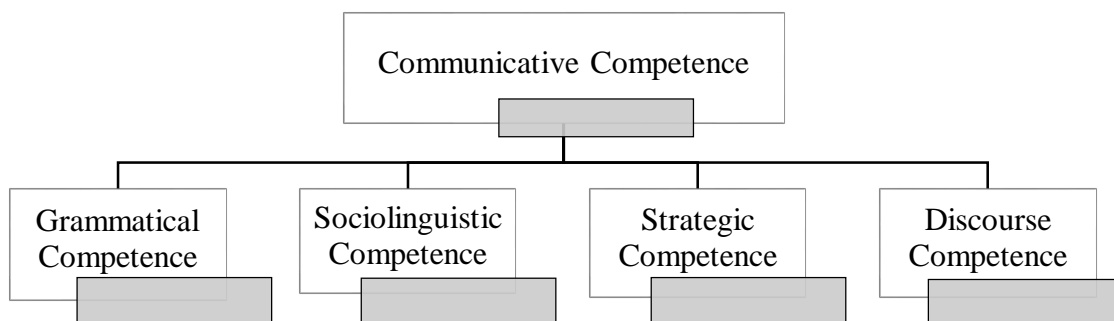 Communicative Competence
Grammatical
Competence
Sociolinguistic
Competence
Strategic
Competence
Discourse
Competence